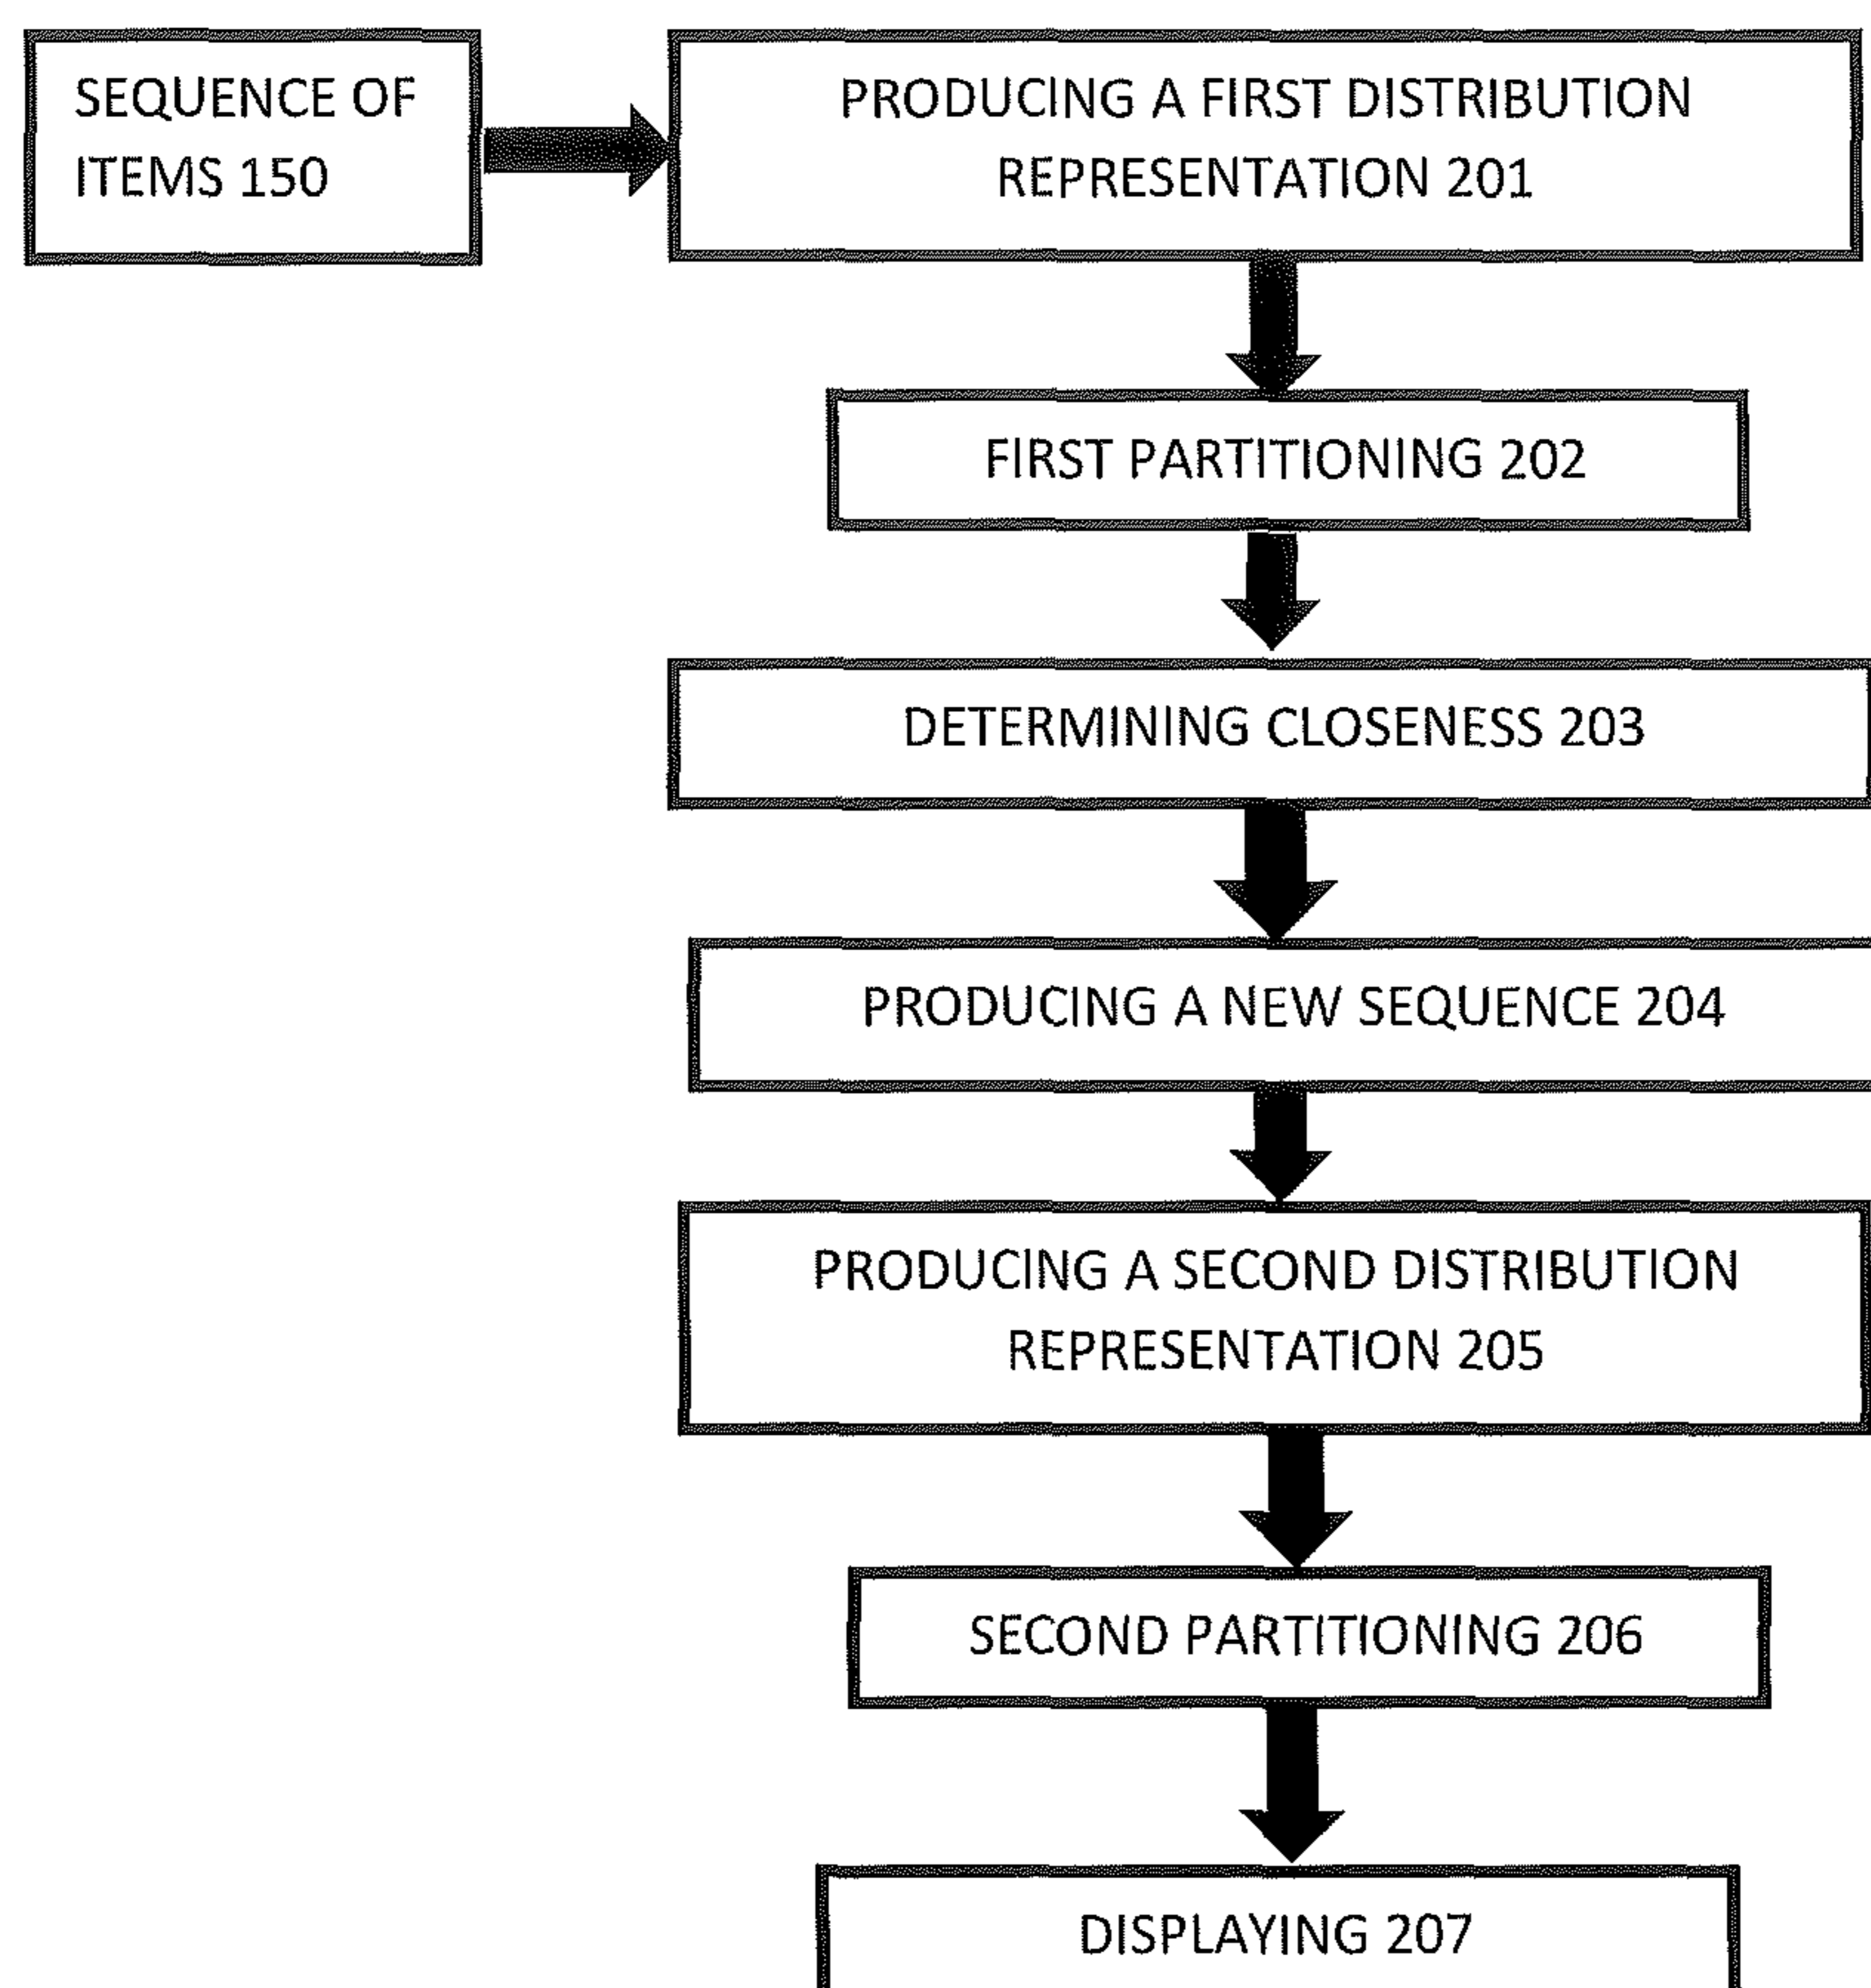 SEQUENCE OF
ITEMS 150
PRODUCING A FIRST DISTRIBUTION
REPRESENTATION 201
FIRST PARTITIONING 202
DETERMINING CLOSENESS 203
PRODUCING A NEW SEQUENCE 204
PRODUCING A SECOND DISTRIBUTION
REPRESENTATION 205
SECOND PARTITIONING 206
DISPLAYING 207